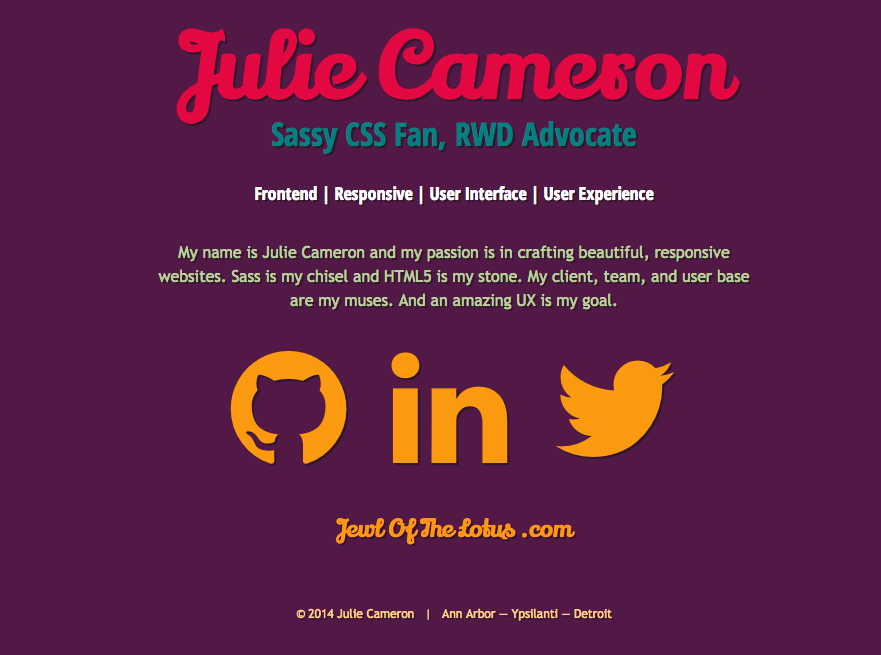 Julie Cameron
Sassy CSS Fan, RWD Advocate
Frontend | Responsive | User Interface | User Experience
My name is Julie Cameron and my passion is in crafting beautiful, responsive
websites. Sass is my chisel and HTML5 is my stone. My client, team, and user base
are my muses. And an amazing UX is my goal.
in
Jewl Of The Lotus .com
© 2014 Julie Cameron | Ann Arbor — Ypsilanti — Detroit